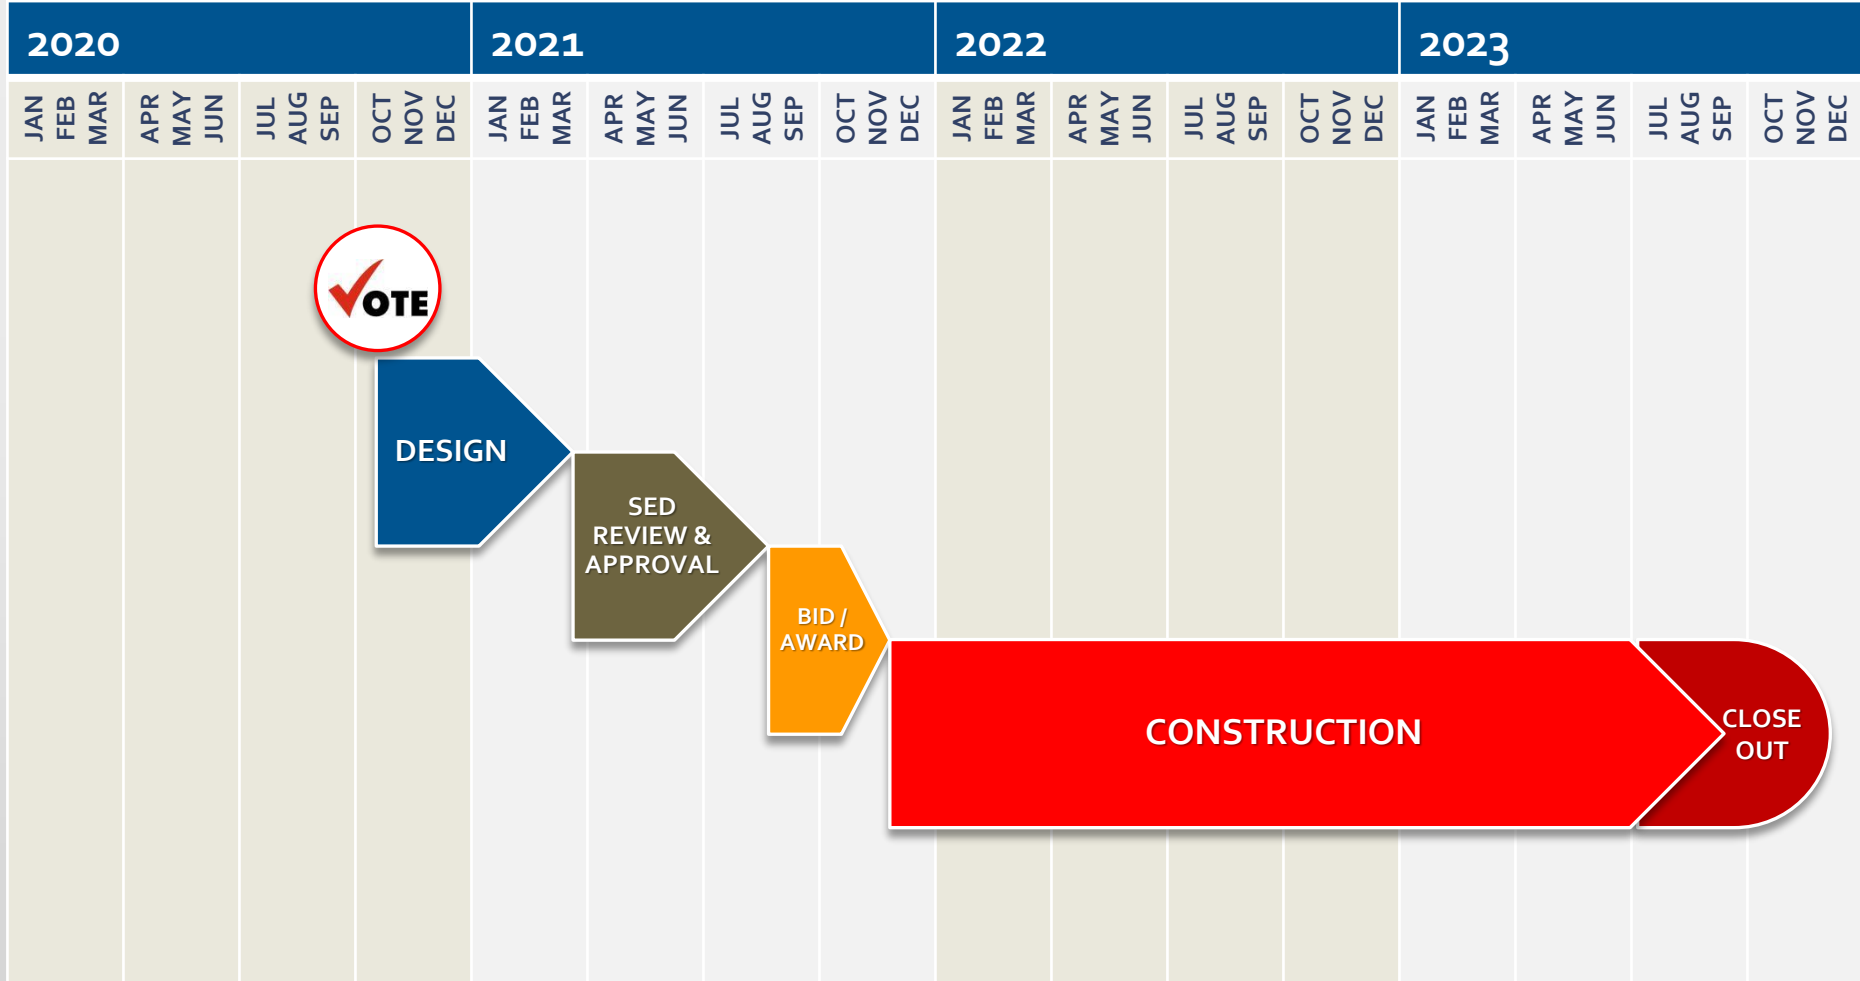 2020 2021 2022 2023
JAN FEB MAR APR MAY JUN JUL AUG SEP OCT NOV DEC JAN FEB MAR APR MAY JUN JUL AUG SEP OCT NOV DEC JAN FEB MAR APR MAY JUN JUL AUG SEP OCT NOV DEC JAN FEB MAR APR MAY JUN JUL AUG SEP OCT NOV DEC
VOTE
DESIGN
SED
REVIEW &
APPROVAL
BID /
AWARD
CONSTRUCTION
CLOSE
OUT